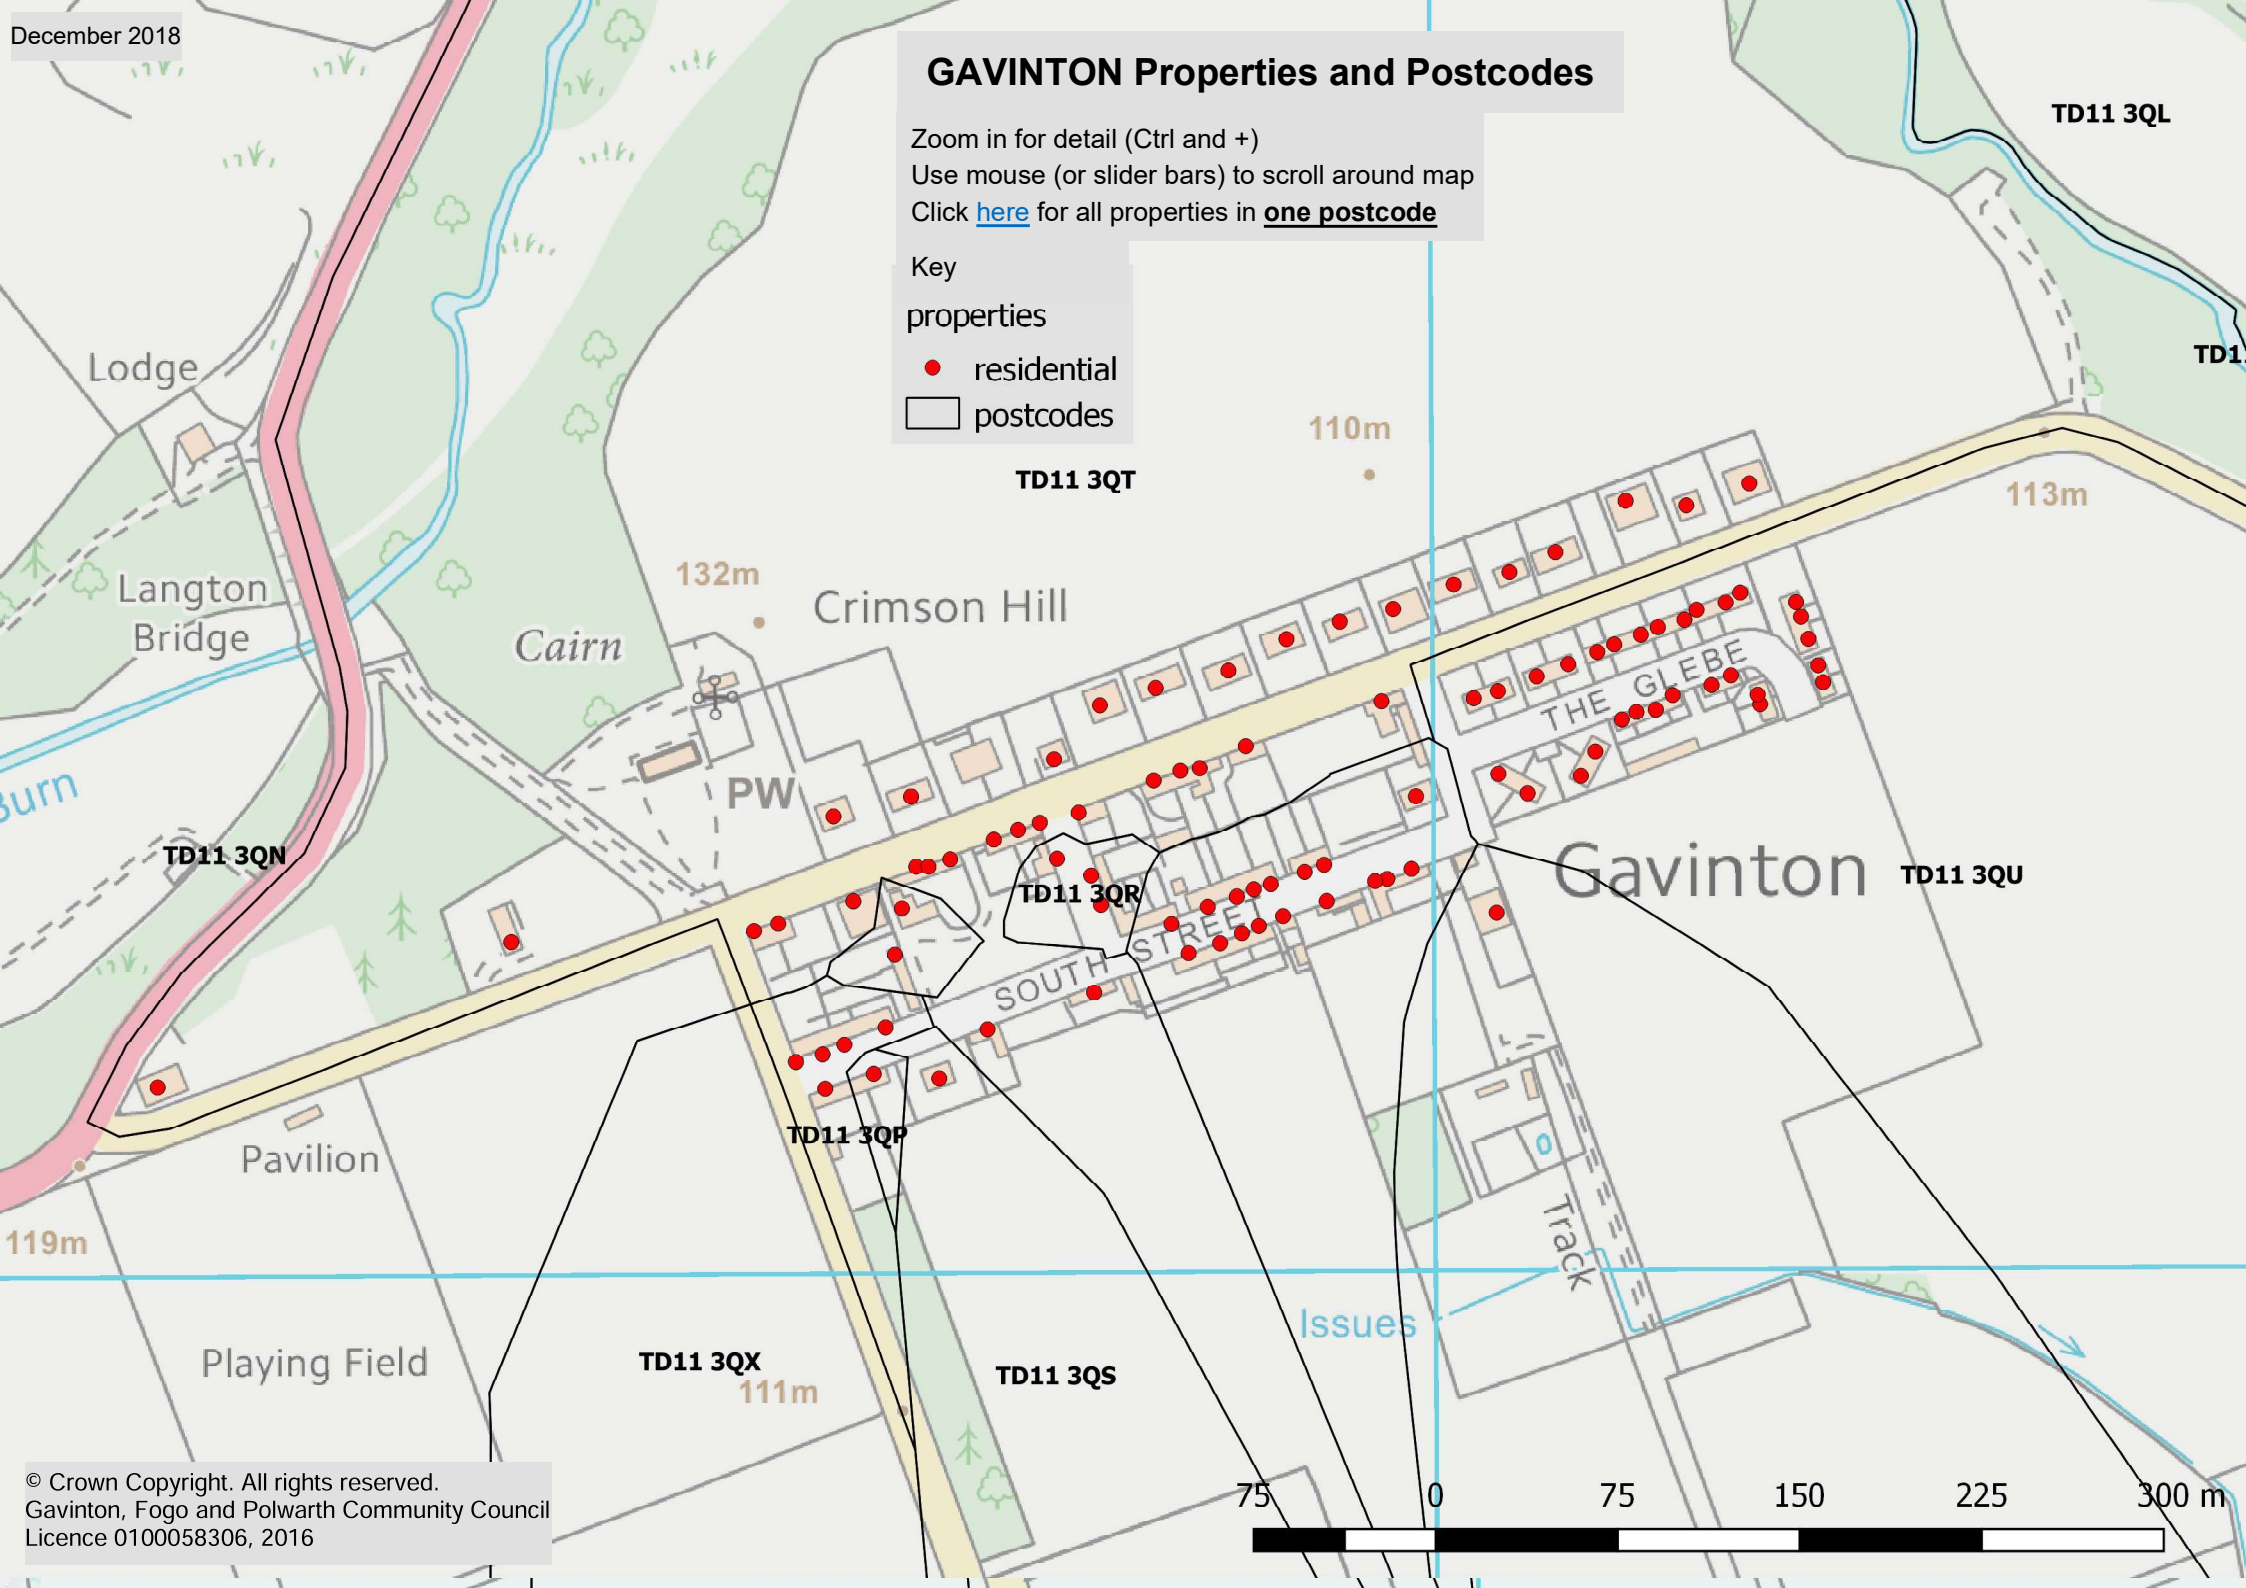 December 2018
GAVINTON Properties and Postcodes
Zoom in for detail (Ctrl and +)
Use mouse (or slider bars) to scroll around map
Click here for all properties in one postcode
Key
properties
residential
postcodes
TD11 3QL
TD1
Lodge
110m
TD11 3QT
113m
132m
Crimson Hill
Langton
Bridge
Cairn
THE GLEBE
PW
Burn
TD11 3QN
Gavinton
TD11 3QU
TD11 3QR
SOUTH STREET
TD11 3QP
Pavilion
119m
Track
Issues
Playing Field
TD11 3QX
111m
TD11 3QS
75 0 75 150 225 300 m
© Crown Copyright. All rights reserved.
Gavinton, Fogo and Polwarth Community Council
Licence 0100058306, 2016